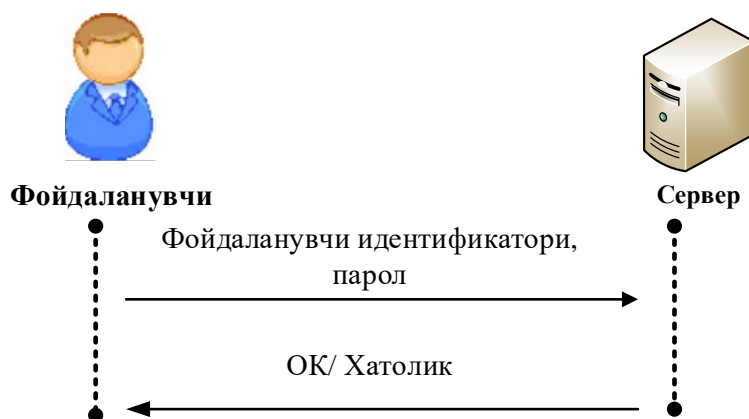 Фойдаланувчи
Сервер
Фойдаланувчи идентификатори,
парол
ОК/ Хатолик